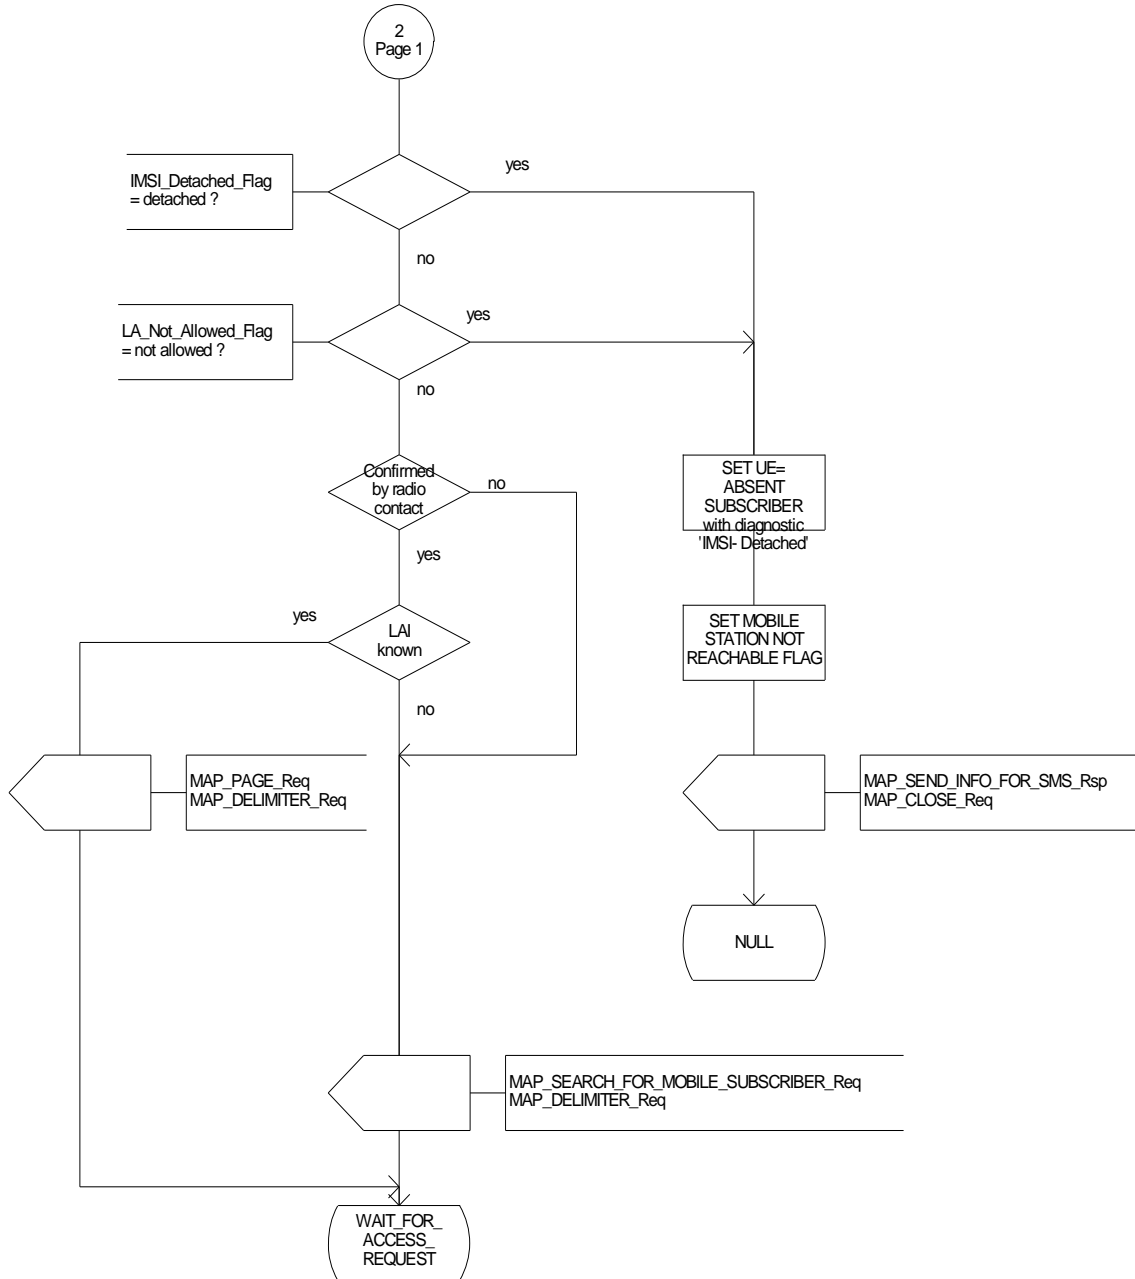 2
Page 1
yes
IMSI_Detached_Flag
= detached ?
no
yes
LA_Not_Allowed_Flag
= not allowed ?
no
Confirmed
by radio
contact
no
yes
SET UE=
ABSENT
SUBSCRIBER
with diagnostic
'IMSI- Detached'
yes
LAI
known
no
SET MOBILE
STATION NOT
REACHABLE FLAG
MAP_PAGE_Req
MAP_DELIMITER_Req
MAP_SEND_INFO_FOR_SMS_Rsp
MAP_CLOSE_Req
NULL
MAP_SEARCH_FOR_MOBILE_SUBSCRIBER_Req
MAP_DELIMITER_Req
WAIT_FOR_
ACCESS_
REQUEST